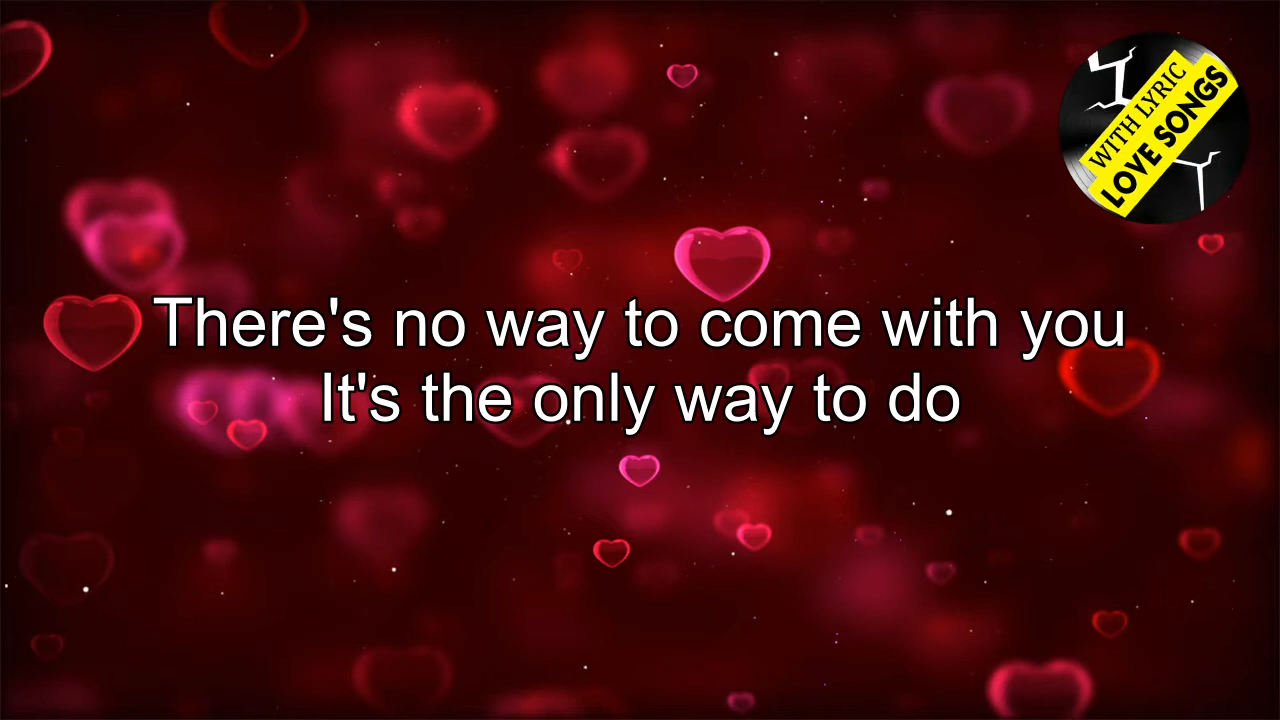 WITH LYRIC
LOVE SONGS
There's no way to come with you
It's the only way to do